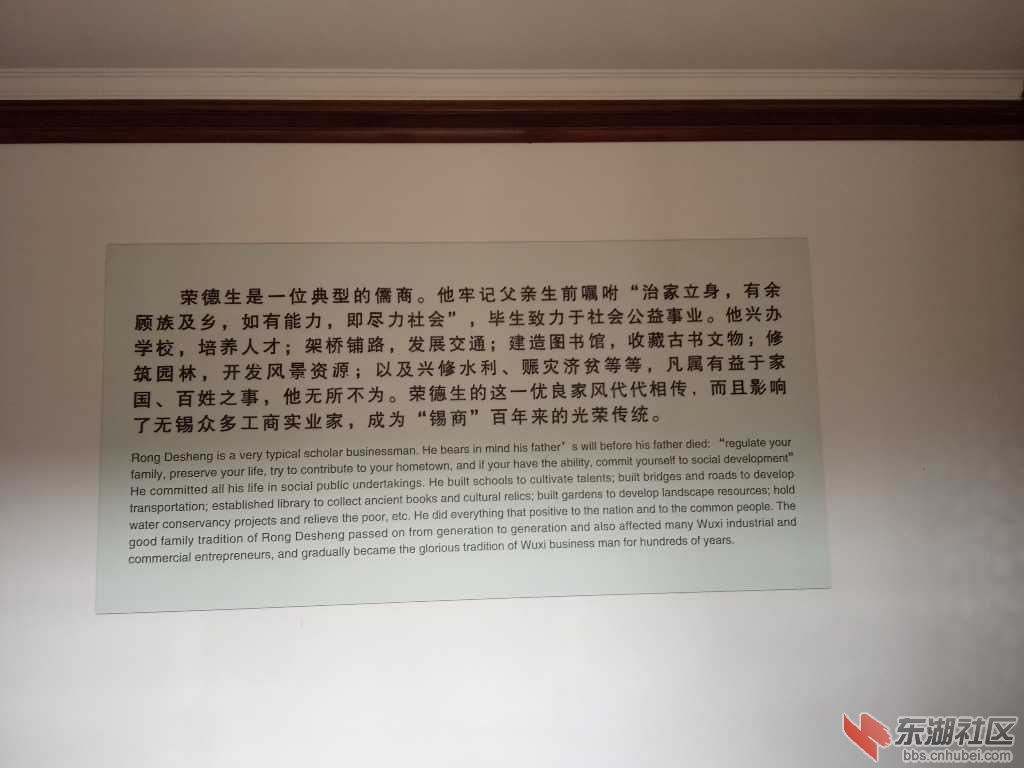 荣德生是一位典型的儒商。他牢记父亲生前嘱咐“治家立身，有余
顾族及乡，如有能力，即尽力社会”，毕生致力于社会公益事业。他兴办
学校，培养人才；架桥铺路，发展交通；建造图书馆，收藏古书文物；修
筑园林，开发风景资源；以及兴修水利、赈灾济贫等等，凡属有益于家
国、百姓之事，他无所不为。荣德生的这一优良家风代代相传，而且影响
了无锡众多工商实业家，成为“锡商”百年来的光荣传统。
Rong Desheng is a very typical scholar businessman. He bears in mind his father’s will before his father died: “regulate your
family, preserve your life, try to contribute to your hometown, and if your have the ability, commit yourself to social development”
He committed all his life in social public undertakings. He built schools to cultivate talents; built bridges and roads to develop
transportation; established library to collect ancient books and cultural relics; built gardens to develop landscape resources; hold
water conservancy projects and relieve the poor, etc. He did everything that positive to the nation and to the common people. The
good family tradition of Rong Desheng passed on from generation to generation and also affected many Wuxi industrial and
commercial entrepreneurs, and gradually became the glorious tradition of Wuxi business man for hundreds of years.
东湖社区
bbs.cnhubei.com